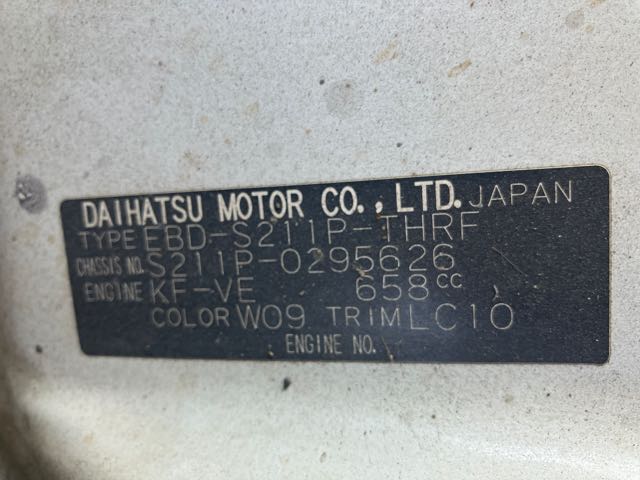 DAIHATSU MOTOR CO., LTD. JAPAN
TYPE EBD-S211P-THRF
CHASSIS NO. S211P-0295626
ENGINE KF-VE 658cc
COLOR W09 TRIM LC10
ENGINE NO.